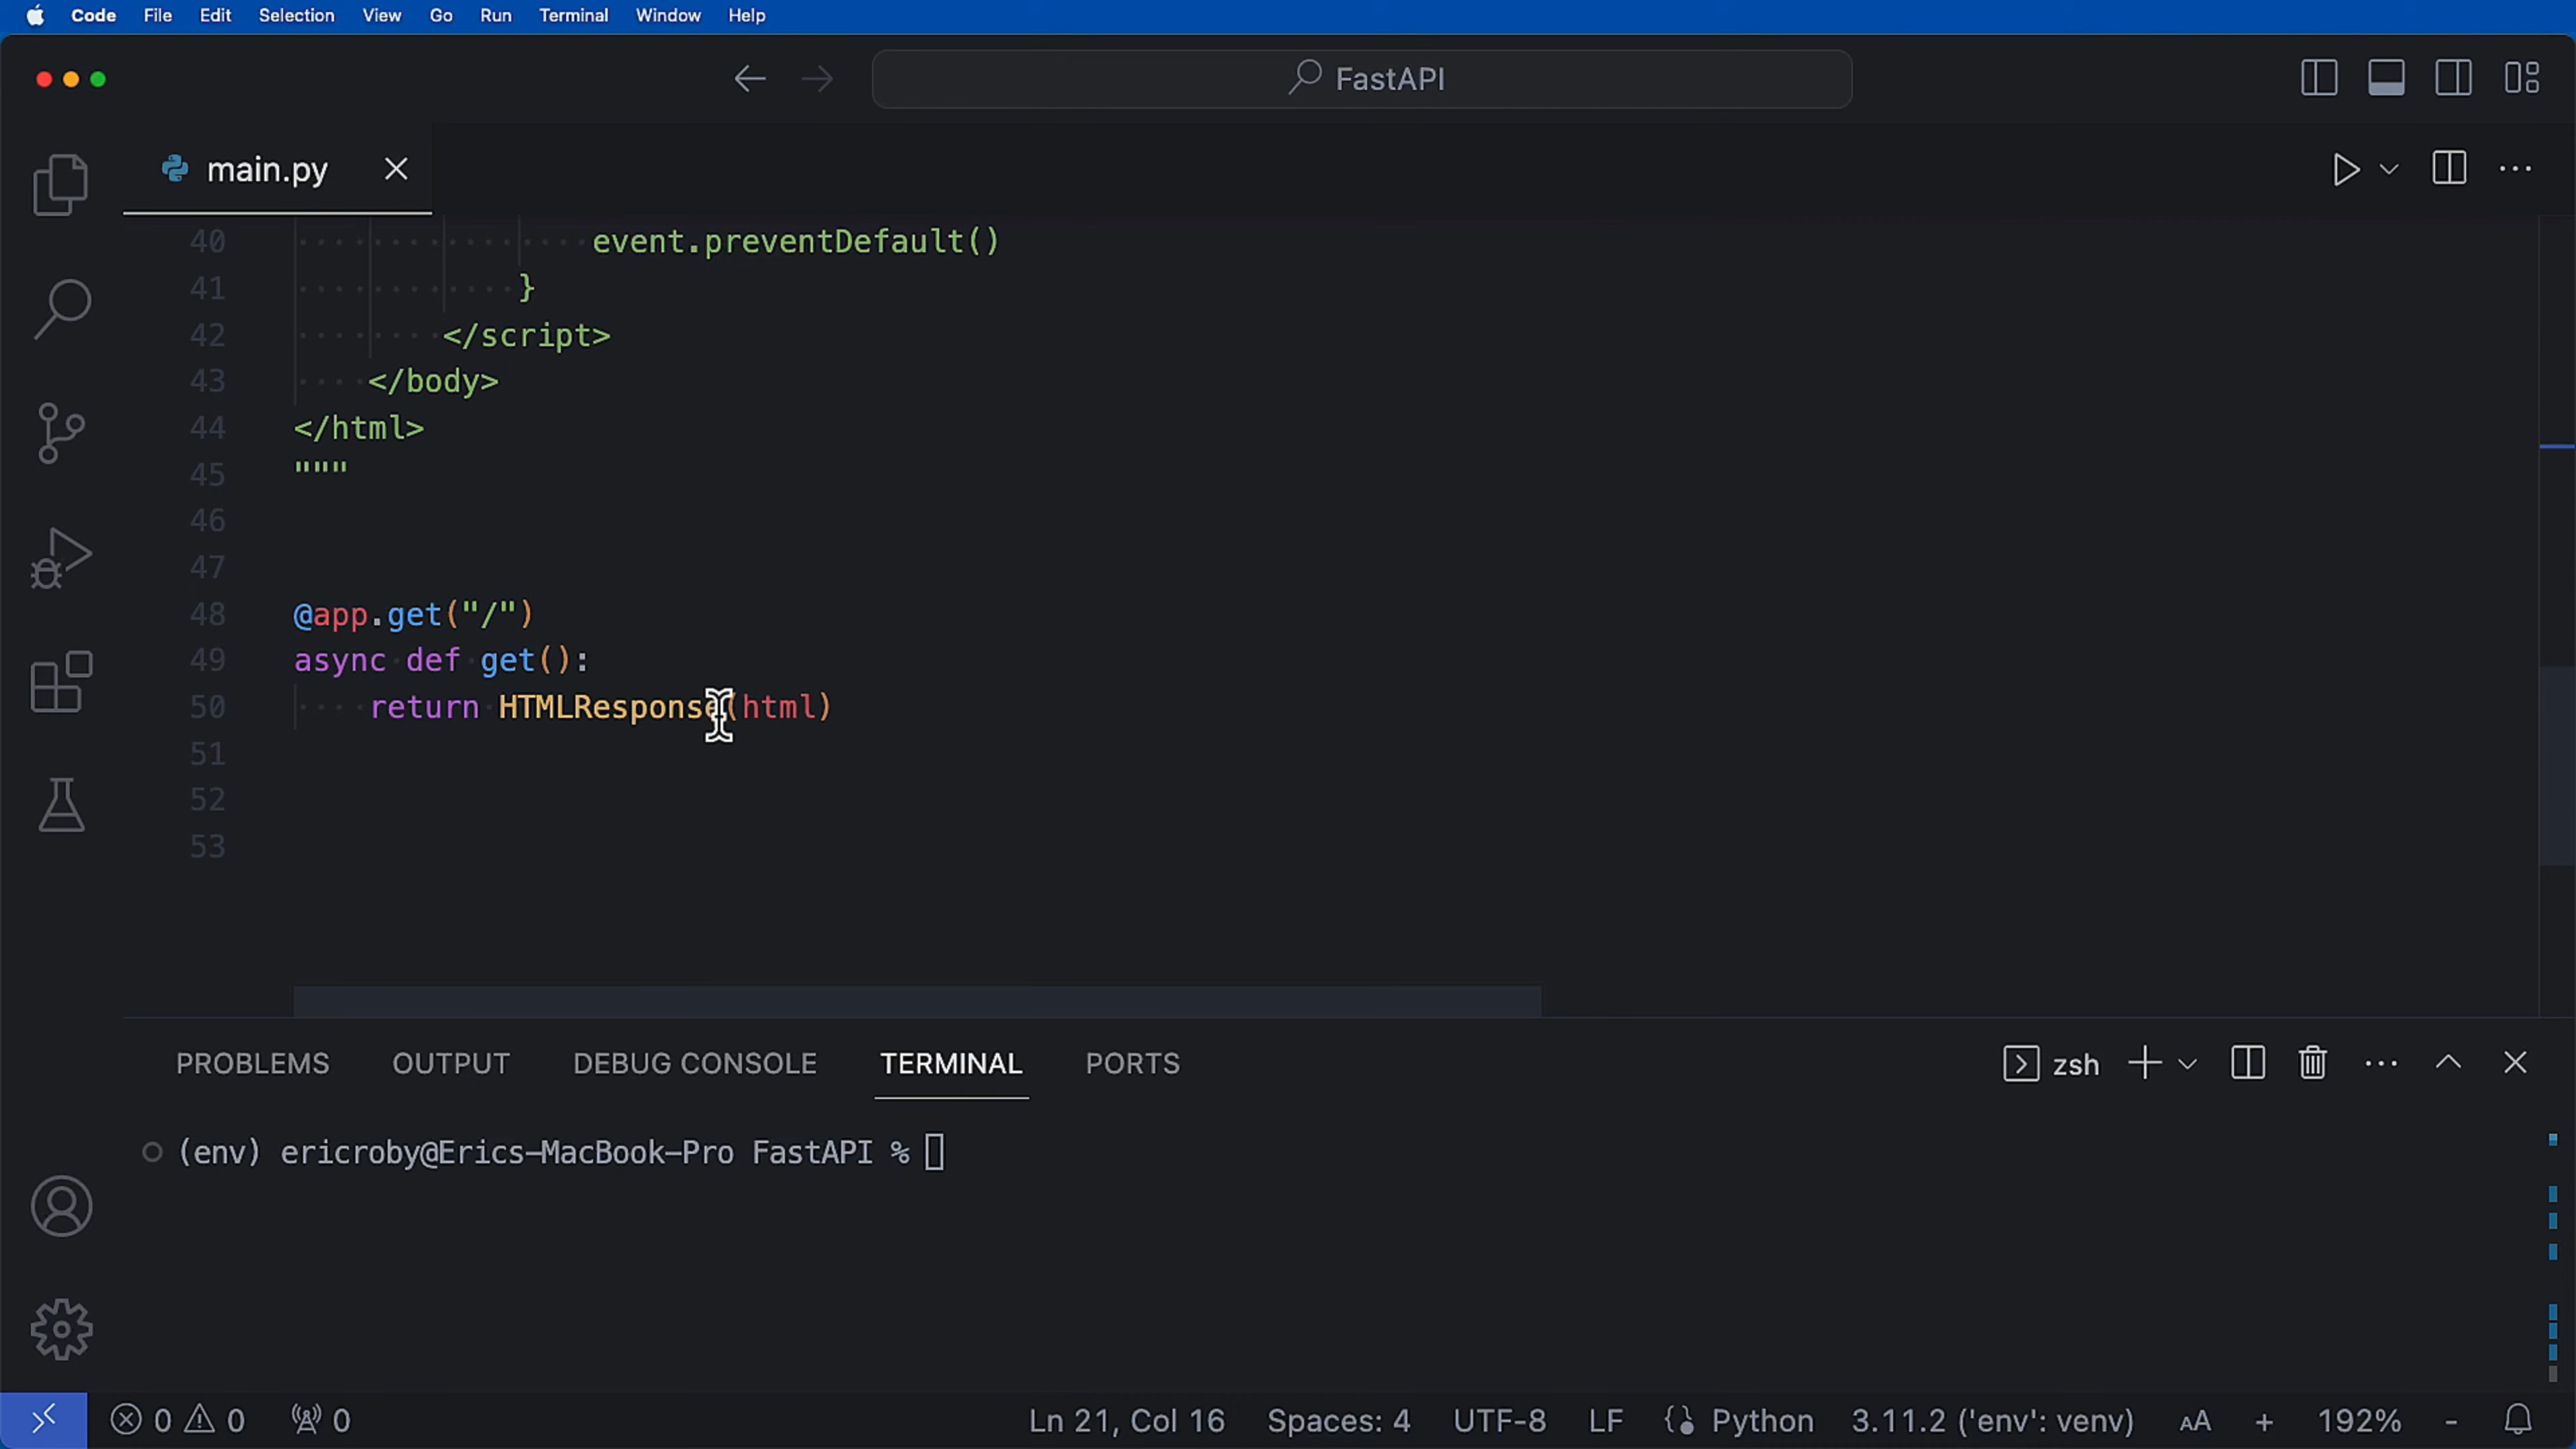 Code File Edit Selection View Go Run Terminal Window Help
FastAPI
main.py
40 event.preventDefault()
41 }
42 </script>
43 </body>
44 </html>
45 """
46
47
48 @app.get("/")
49 async def get():
50 return HTMLResponse(html)
51
52
53
PROBLEMS OUTPUT DEBUG CONSOLE TERMINAL PORTS zsh
(env) ericroby@Erics-MacBook-Pro FastAPI %
0 0 0 Ln 21, Col 16 Spaces: 4 UTF-8 LF Python 3.11.2 ('env': venv) AA + 192% -